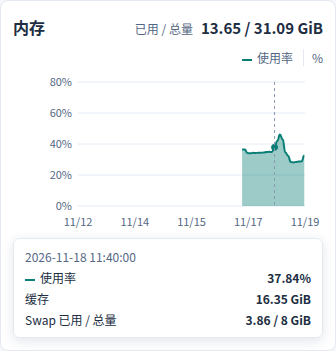 内存 已用 / 总量 13.65 / 31.09 GiB
使用率 %
80%
60%
40%
20%
0%
11/12 11/14 11/15 11/17 11/19
2026-11-18 11:40:00
使用率 37.84%
缓存 16.35 GiB
Swap 已用 / 总量 3.86 / 8 GiB